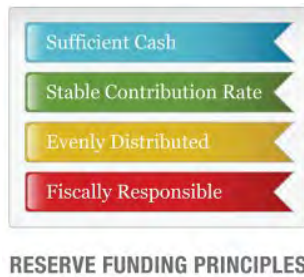 Sufficient Cash
Stable Contribution Rate
Evenly Distributed
Fiscally Responsible
RESERVE FUNDING PRINCIPLES